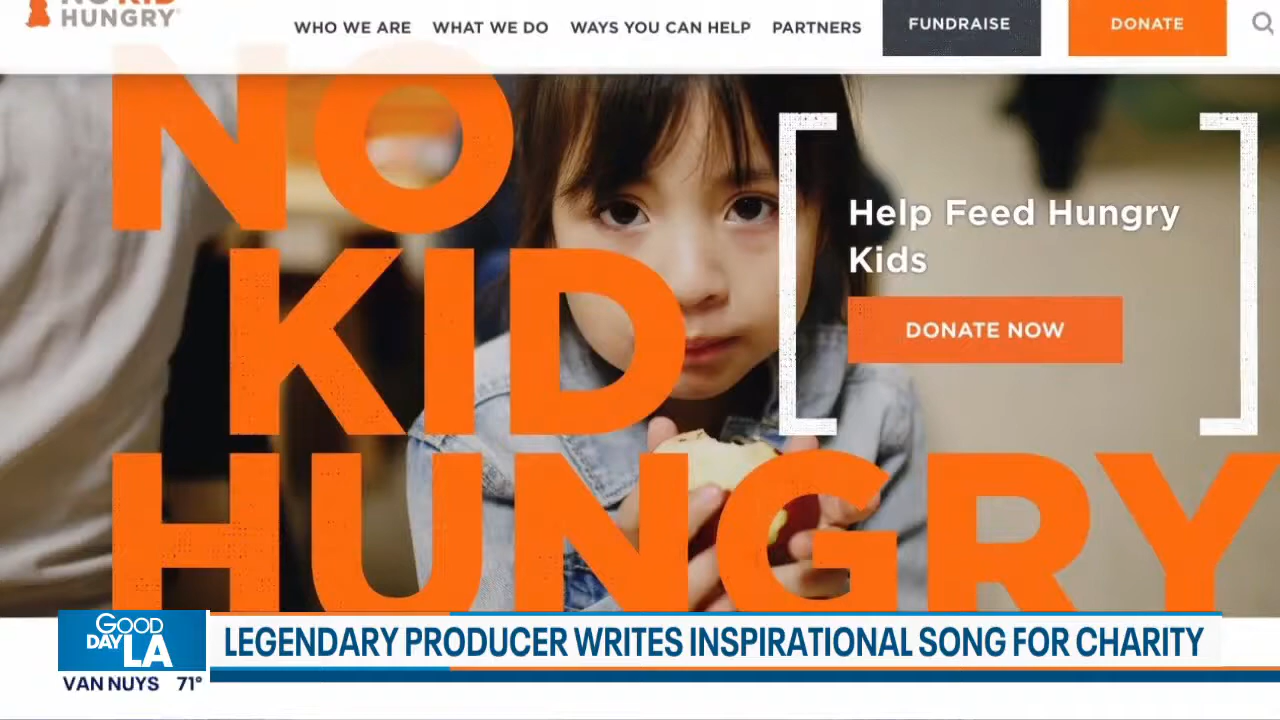 NO KID
HUNGRY
WHO WE ARE WHAT WE DO WAYS YOU CAN HELP PARTNERS FUNDRAISE DONATE
NO
KID
HUNGRY
Help Feed Hungry
Kids
DONATE NOW
GOOD
DAY
LA
LEGENDARY PRODUCER WRITES INSPIRATIONAL SONG FOR CHARITY
VAN NUYS 71°